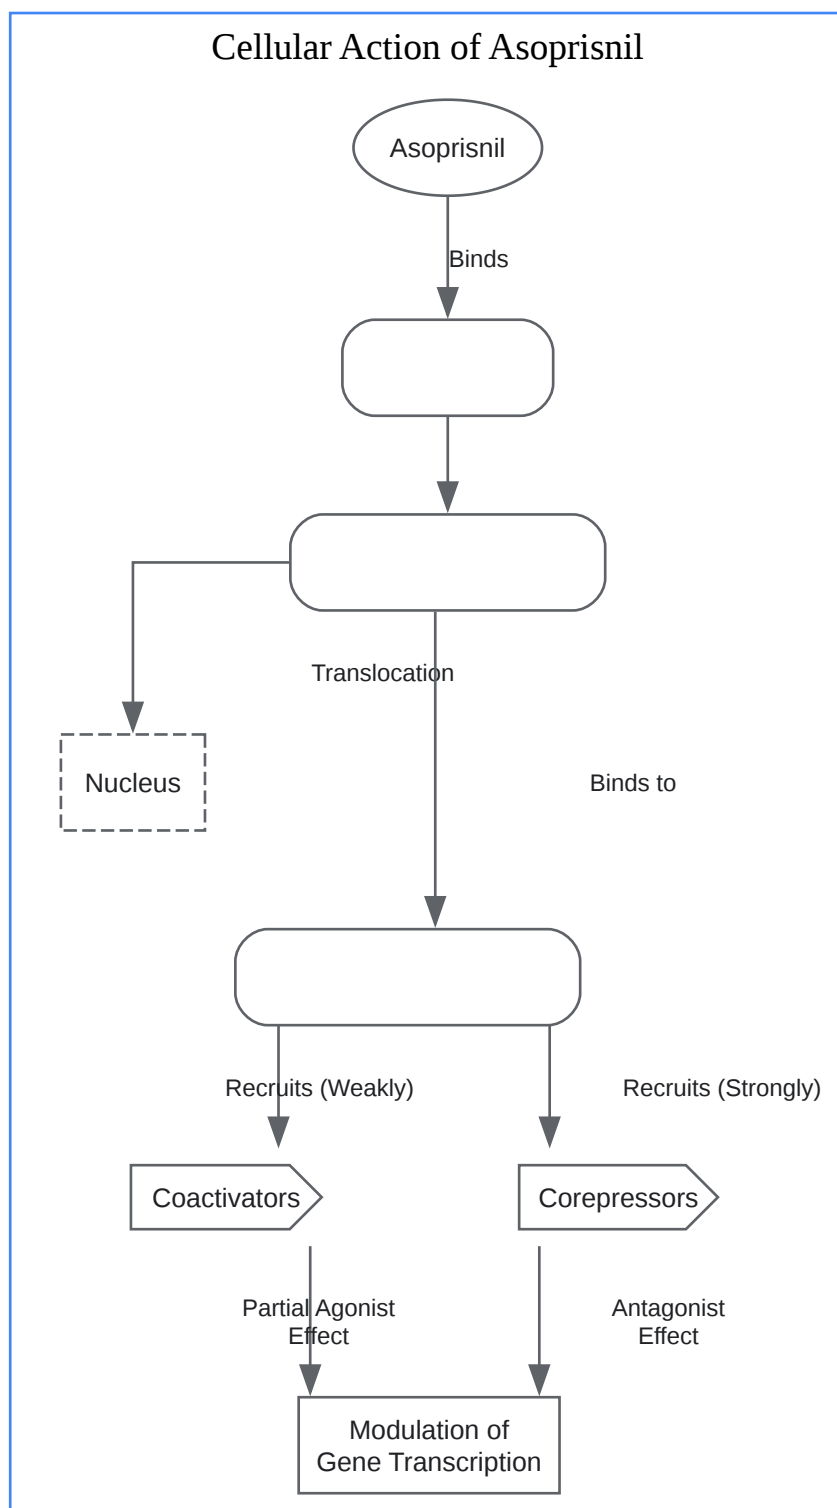 Cellular Action of Asoprisnil
Asoprisnil
Binds
Translocation
Nucleus
Binds to
Recruits (Weakly)
Recruits (Strongly)
Coactivators
Corepressors
Partial Agonist
Effect
Antagonist
Effect
Modulation of
Gene Transcription